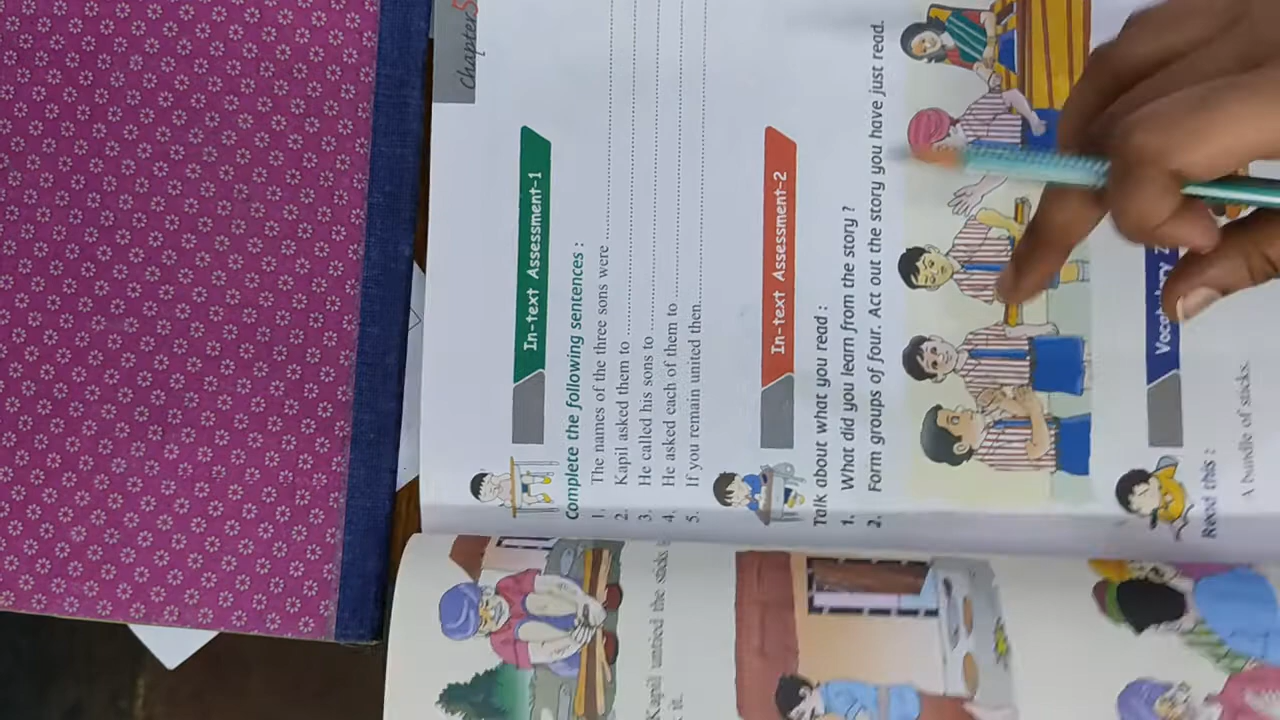 Chapter 5
In-text Assessment-1
Complete the following sentences :
1. The names of the three sons were
2. Kapil asked them to
3. He called his sons to
4. He asked each of them to
5. If you remain united then
In-text Assessment-2
Talk about what you read :
1. What did you learn from the story ?
2. Form groups of four. Act out the story you have just read.
Read this :
A bundle of sticks.
Kapil untied the sticks
it.